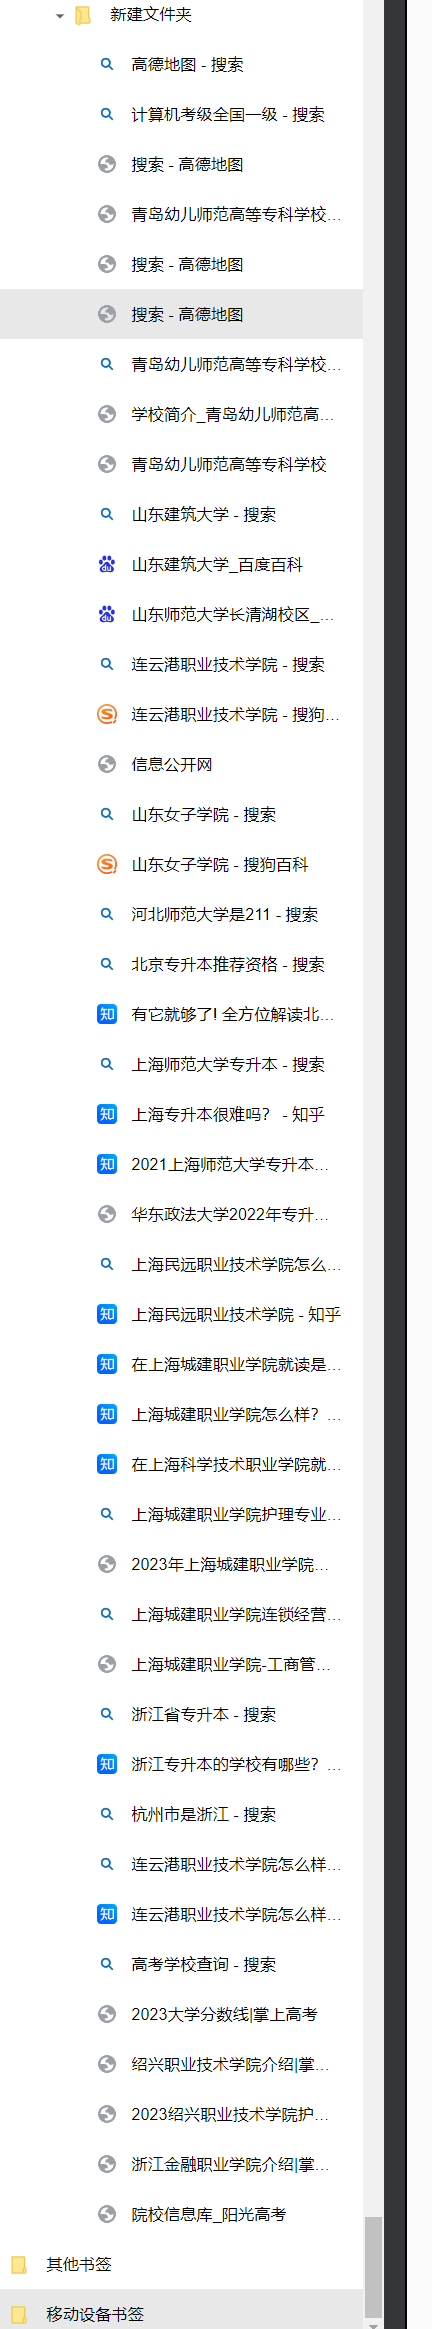 新建文件夹
高德地图 - 搜索
计算机考级全国一级 - 搜索
搜索 - 高德地图
青岛幼儿师范高等专科学校...
搜索 - 高德地图
搜索 - 高德地图
青岛幼儿师范高等专科学校...
学校简介_青岛幼儿师范高...
青岛幼儿师范高等专科学校
山东建筑大学 - 搜索
山东建筑大学_百度百科
山东师范大学长清湖校区_...
连云港职业技术学院 - 搜索
连云港职业技术学院 - 搜狗...
信息公开网
山东女子学院 - 搜索
山东女子学院 - 搜狗百科
河北师范大学是211 - 搜索
北京专升本推荐资格 - 搜索
有它就够了! 全方位解读北...
上海师范大学专升本 - 搜索
上海专升本很难吗？ - 知乎
2021上海师范大学专升本...
华东政法大学2022年专升...
上海民远职业技术学院怎么...
上海民远职业技术学院 - 知乎
在上海城建职业学院就读是...
上海城建职业学院怎么样？...
在上海科学技术职业学院就...
上海城建职业学院护理专业...
2023年上海城建职业学院...
上海城建职业学院连锁经营...
上海城建职业学院-工商管...
浙江省专升本 - 搜索
浙江专升本的学校有哪些？...
杭州市是浙江 - 搜索
连云港职业技术学院怎么样...
连云港职业技术学院怎么样...
高考学校查询 - 搜索
2023大学分数线|掌上高考
绍兴职业技术学院介绍|掌...
2023绍兴职业技术学院护...
浙江金融职业学院介绍|掌...
院校信息库_阳光高考
其他书签
移动设备书签